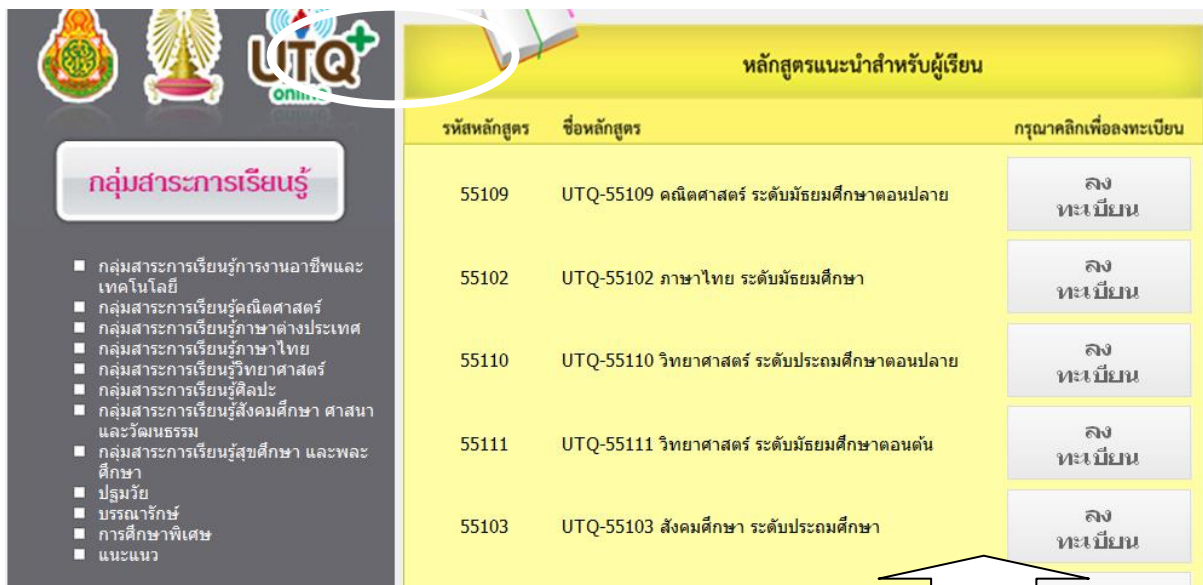 UTQ+
online
กลุ่มสาระการเรียนรู้
กลุ่มสาระการเรียนรู้การงานอาชีพและ
เทคโนโลยี
กลุ่มสาระการเรียนรู้คณิตศาสตร์
กลุ่มสาระการเรียนรู้ภาษาต่างประเทศ
กลุ่มสาระการเรียนรู้ภาษาไทย
กลุ่มสาระการเรียนรู้วิทยาศาสตร์
กลุ่มสาระการเรียนรู้ศิลปะ
กลุ่มสาระการเรียนรู้สังคมศึกษา ศาสนา
และวัฒนธรรม
กลุ่มสาระการเรียนรู้สุขศึกษา และพละ
ศึกษา
ปฐมวัย
บรรณารักษ์
การศึกษาพิเศษ
แนะแนว
หลักสูตรแนะนำสำหรับผู้เรียน
รหัสหลักสูตร ชื่อหลักสูตร กรุณาคลิกเพื่อลงทะเบียน
55109 UTQ-55109 คณิตศาสตร์ ระดับมัธยมศึกษาตอนปลาย ลง
ทะเบียน
55102 UTQ-55102 ภาษาไทย ระดับมัธยมศึกษา ลง
ทะเบียน
55110 UTQ-55110 วิทยาศาสตร์ ระดับประถมศึกษาตอนปลาย ลง
ทะเบียน
55111 UTQ-55111 วิทยาศาสตร์ ระดับมัธยมศึกษาตอนต้น ลง
ทะเบียน
55103 UTQ-55103 สังคมศึกษา ระดับประถมศึกษา ลง
ทะเบียน